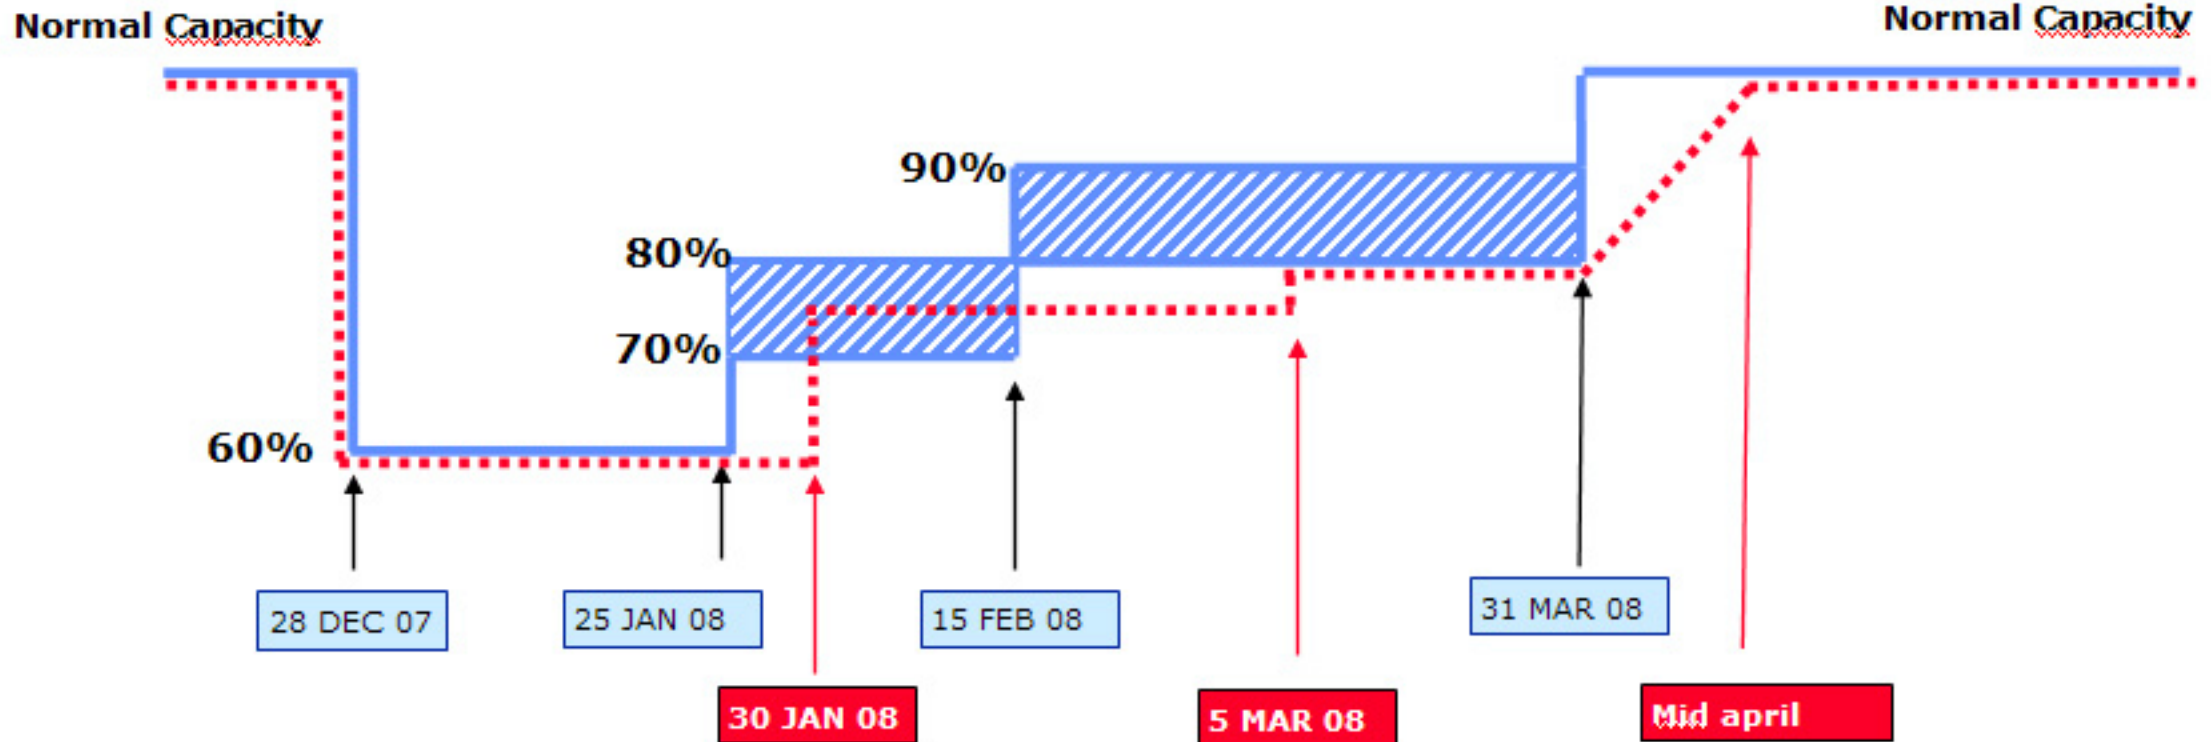 Normal Capacity
Normal Capacity
90%
80%
70%
60%
28 DEC 07
25 JAN 08
15 FEB 08
31 MAR 08
30 JAN 08
5 MAR 08
Mid april